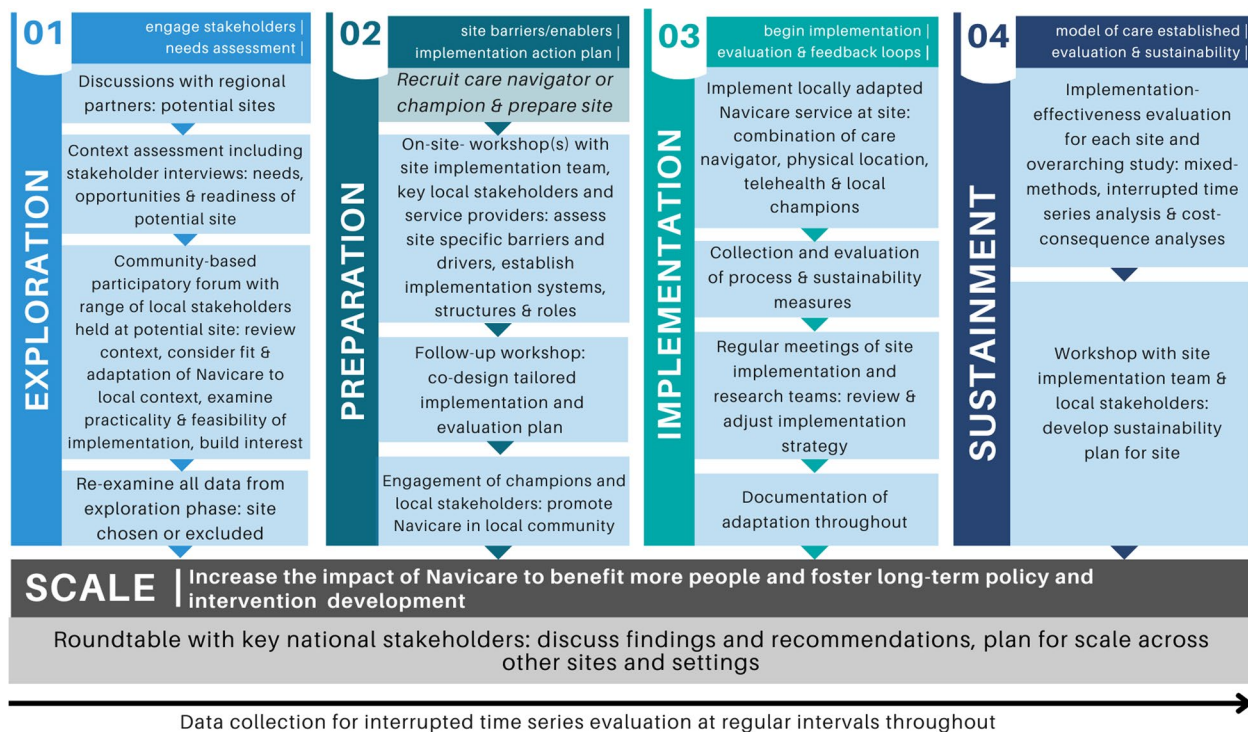 01
engage stakeholders |
needs assessment |
EXPLORATION
Discussions with regional
partners: potential sites
Context assessment including
stakeholder interviews: needs,
opportunities & readiness of
potential site
Community-based
participatory forum with
range of local stakeholders
held at potential site: review
context, consider fit &
adaptation of Navicare to
local context, examine
practicality & feasibility of
implementation, build interest
Re-examine all data from
exploration phase: site
chosen or excluded
02
site barriers/enablers |
implementation action plan |
PREPARATION
Recruit care navigator or
champion & prepare site
On-site- workshop(s) with
site implementation team,
key local stakeholders and
service providers: assess
site specific barriers and
drivers, establish
implementation systems,
structures & roles
Follow-up workshop:
co-design tailored
implementation and
evaluation plan
Engagement of champions and
local stakeholders: promote
Navicare in local community
03
begin implementation |
evaluation & feedback loops |
IMPLEMENTATION
Implement locally adapted
Navicare service at site:
combination of care
navigator, physical location,
telehealth & local
champions
Collection and evaluation
of process & sustainability
measures
Regular meetings of site
implementation and
research teams: review &
adjust implementation
strategy
Documentation of
adaptation throughout
04
model of care established |
evaluation & sustainability |
SUSTAINMENT
Implementation-
effectiveness evaluation
for each site and
overarching study: mixed-
methods, interrupted time
series analysis & cost-
consequence analyses
Workshop with site
implementation team &
local stakeholders:
develop sustainability
plan for site
SCALE | Increase the impact of Navicare to benefit more people and foster long-term policy and
intervention development
Roundtable with key national stakeholders: discuss findings and recommendations, plan for scale across
other sites and settings
Data collection for interrupted time series evaluation at regular intervals throughout